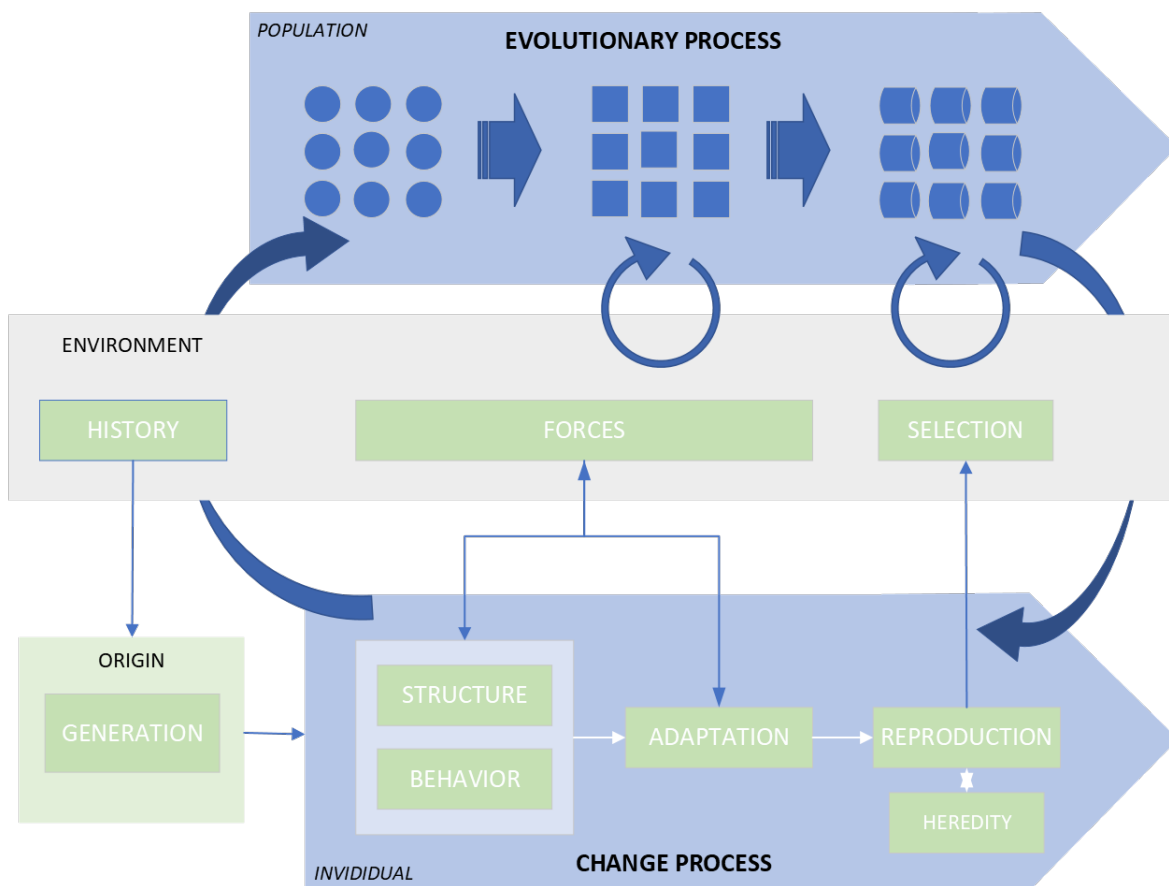 POPULATION
EVOLUTIONARY PROCESS
ENVIRONMENT
HISTORY
FORCES
SELECTION
ORIGIN
GENERATION
STRUCTURE
BEHAVIOR
ADAPTATION
REPRODUCTION
HEREDITY
INVIDIDUAL
CHANGE PROCESS